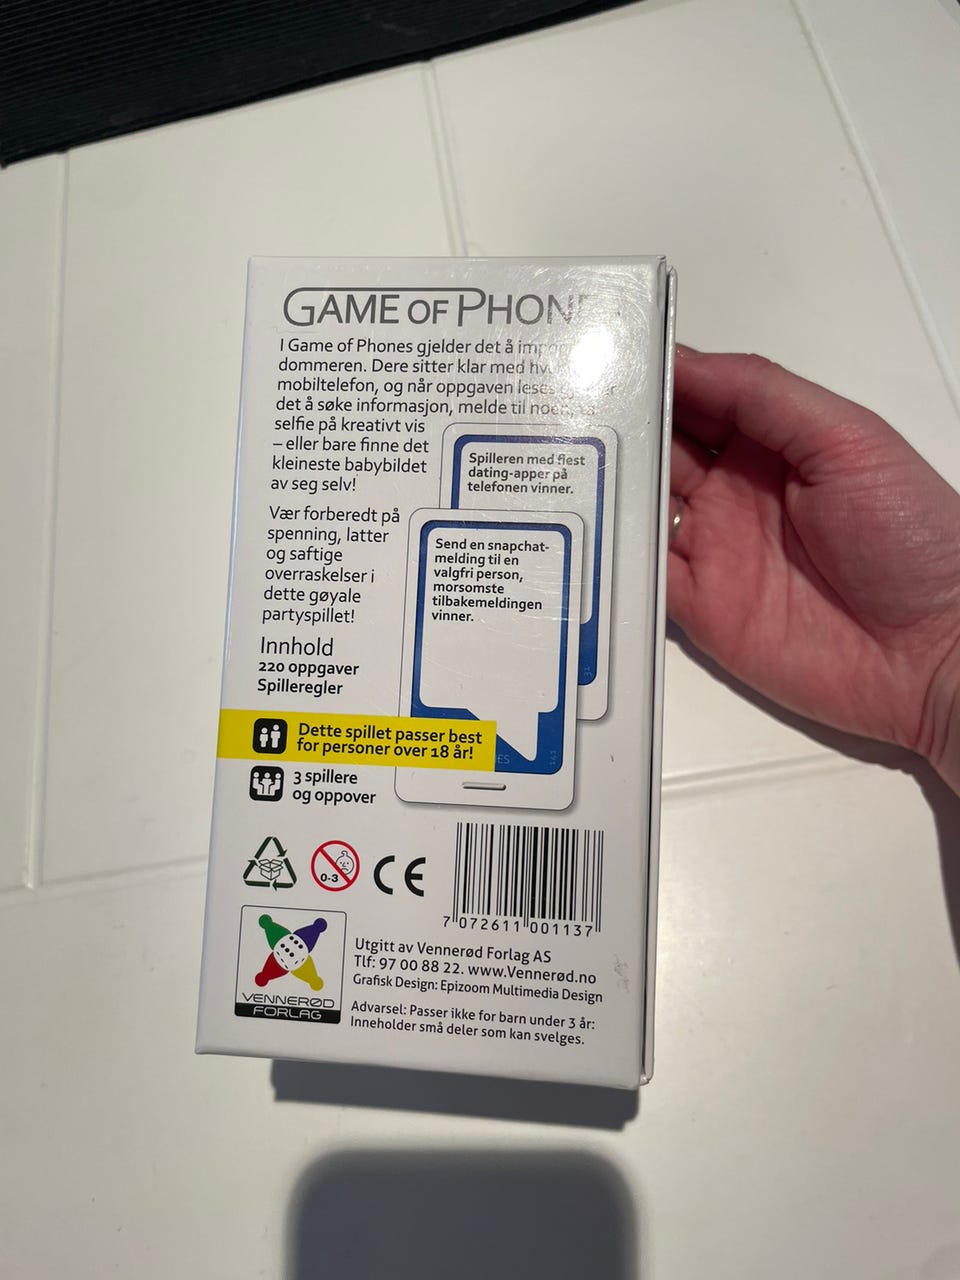 GAME OF PHONES
I Game of Phones gjelder det å
dommeren. Dere sitter klar med
mobiltelefon, og når oppgaven leses
det å søke informasjon, melde til noen,
selfie på kreativt vis
– eller bare finne det
kleineste babybildet
av seg selv!
Vær forberedt på
spenning, latter
og saftige
overraskelser i
dette gøyale
partyspillet!
Spilleren med flest
dating-apper på
telefonen vinner.
31
Send en snapchat-
melding til en
valgfri person,
morsomste
tilbakemeldingen
vinner.
141
Innhold
220 oppgaver
Spilleregler
Dette spillet passer best
for personer over 18 år!
3 spillere
og oppover
0-3
CE
7 072611 001137
VENNERØD
FORLAG
Utgitt av Vennerød Forlag AS
Tlf: 97 00 88 22. www.Vennerød.no
Grafisk Design: Epizoom Multimedia Design
Advarsel: Passer ikke for barn under 3 år:
Inneholder små deler som kan svelges.